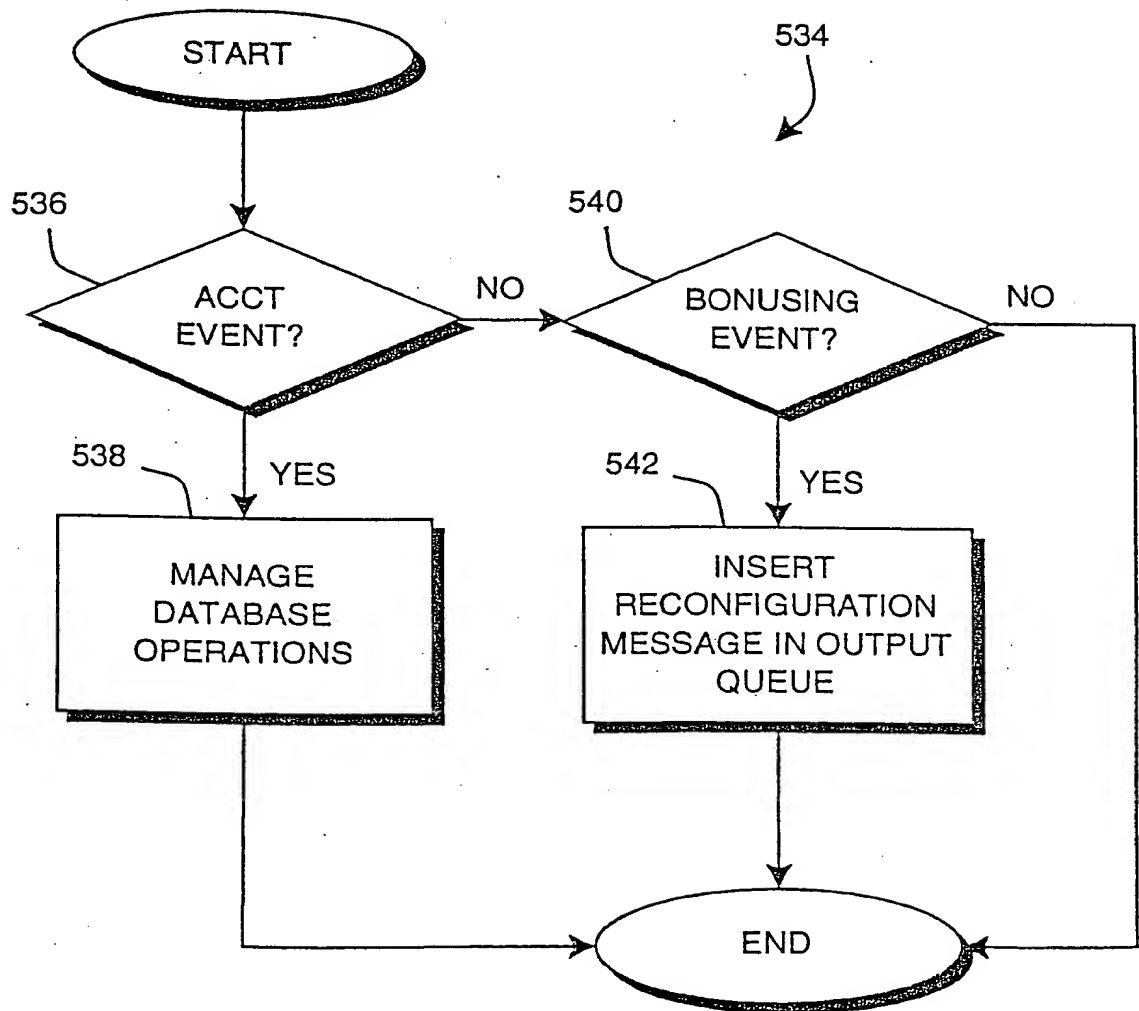 START
534
536
ACCT
EVENT?
NO
540
BONUSING
EVENT?
NO
538
YES
MANAGE
DATABASE
OPERATIONS
542
YES
INSERT
RECONFIGURATION
MESSAGE IN OUTPUT
QUEUE
END